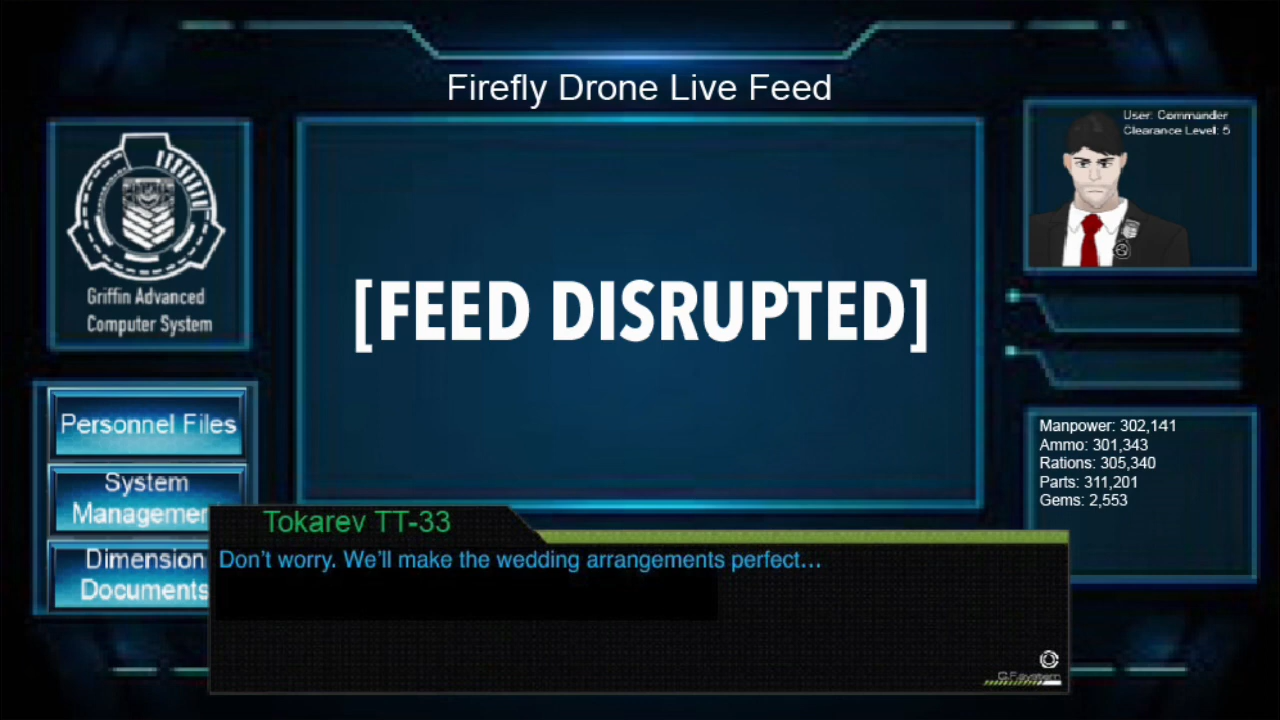 Firefly Drone Live Feed
User: Commander
Clearance Level: 5
Griffin Advanced
Computer System
[FEED DISRUPTED]
Personnel Files
System
Managemen
Dimension
Documents
Manpower: 302,141
Ammo: 301,343
Rations: 305,340
Parts: 311,201
Gems: 2,553
Tokarev TT-33
Don't worry. We'll make the wedding arrangements perfect...
G.F.system